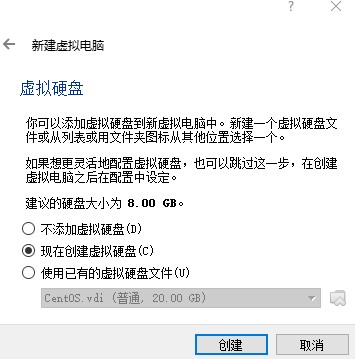 新建虚拟电脑
虚拟硬盘
你可以添加虚拟硬盘到新虚拟电脑中。新建一个虚拟硬盘文
件或从列表或用文件夹图标从其他位置选择一个。
如果想更灵活地配置虚拟硬盘，也可以跳过这一步，在创建
虚拟电脑之后在配置中设定。
建议的硬盘大小为 8.00 GB。
不添加虚拟硬盘(D)
现在创建虚拟硬盘(C)
使用已有的虚拟硬盘文件(U)
CentOS.vdi (普通, 20.00 GB)
创建
取消